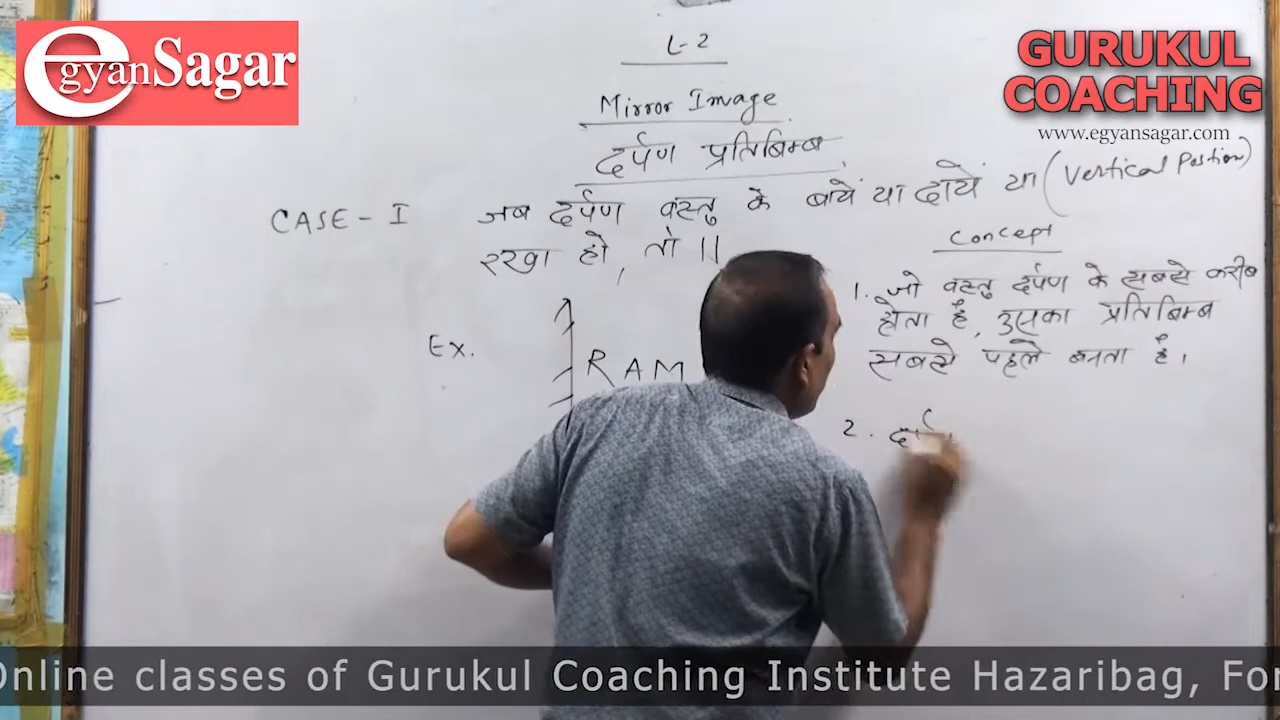 egyanSagar
GURUKUL
COACHING
www.egyansagar.com
L-2
Mirror Image
दर्पण प्रतिबिम्ब
CASE-I जब दर्पण वस्तु के बायें या दायें या (Vertical Postion)
रखा हो, तो ||
Concept
1. जो वस्तु दर्पण के सबसे करीब
होता है, उसका प्रतिबिम्ब
सबसे पहले बनता है।
Ex. RAM
2.
Online classes of Gurukul Coaching Institute Hazaribag, For